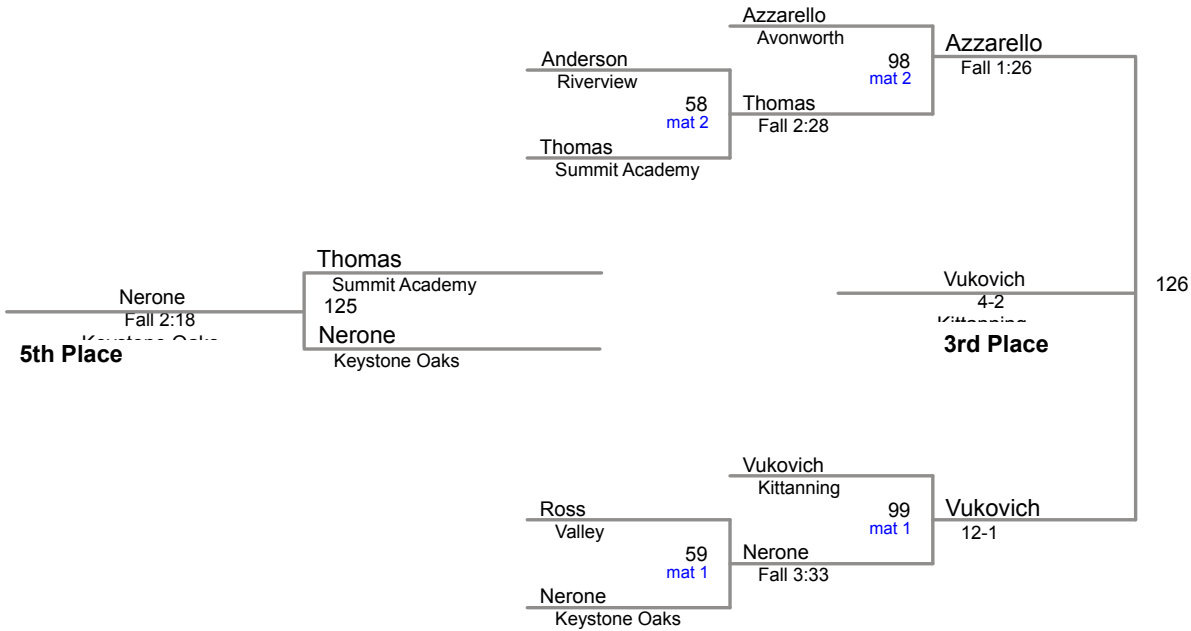 Azzarello
Avonworth
98
mat 2
Azzarello
Fall 1:26
Anderson
Riverview
58
mat 2
Thomas
Fall 2:28
Thomas
Summit Academy
Thomas
Summit Academy
125
Nerone
Keystone Oaks
Nerone
Fall 2:18
Keystone Oaks
5th Place
Vukovich
4-2
Kittanning
3rd Place
126
Vukovich
Kittanning
99
mat 1
Vukovich
12-1
Ross
Valley
59
mat 1
Nerone
Fall 3:33
Nerone
Keystone Oaks